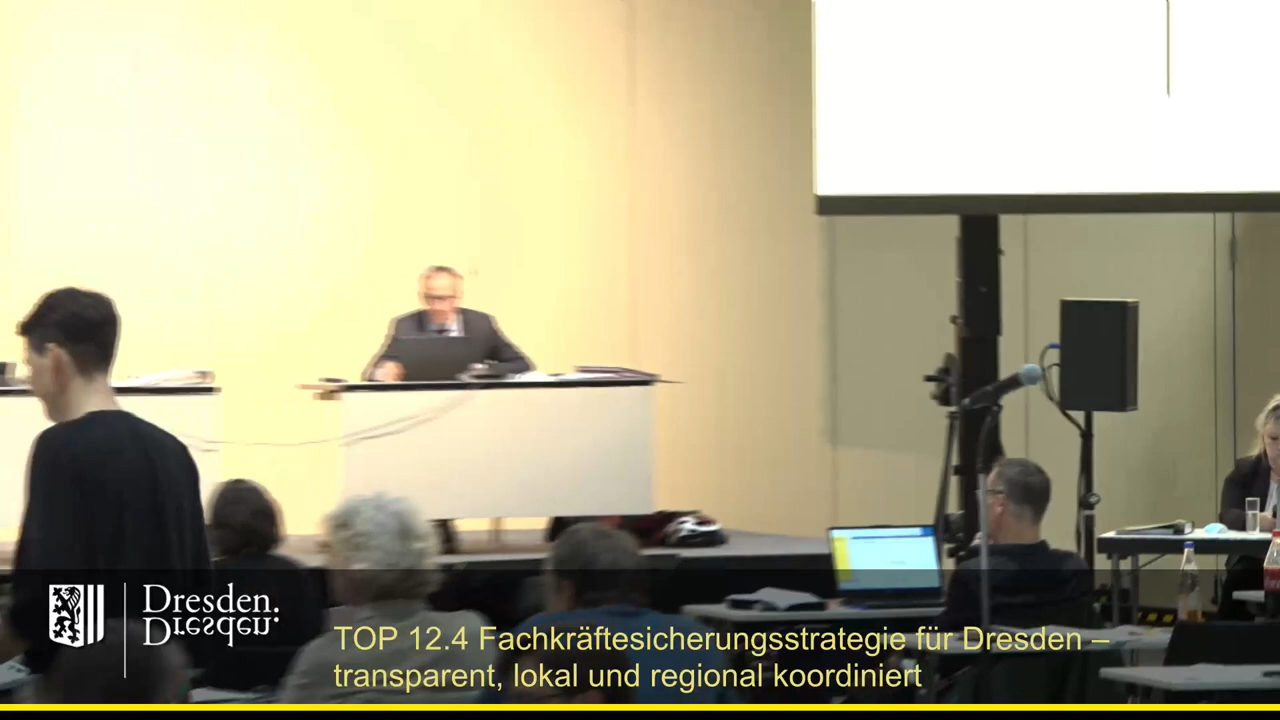 Dresden.
Dresden.
TOP 12.4 Fachkräftesicherungsstrategie für Dresden –
transparent, lokal und regional koordiniert